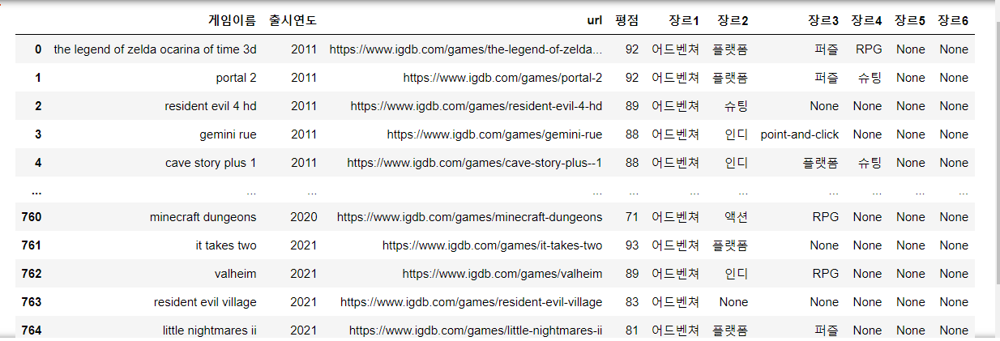 게임이름 출시연도 url 평점 장르1 장르2 장르3 장르4 장르5 장르6
0 the legend of zelda ocarina of time 3d 2011 https://www.igdb.com/games/the-legend-of-zelda... 92 어드벤쳐 플랫폼 퍼즐 RPG None None
1 portal 2 2011 https://www.igdb.com/games/portal-2 92 어드벤쳐 플랫폼 퍼즐 슈팅 None None
2 resident evil 4 hd 2011 https://www.igdb.com/games/resident-evil-4-hd 89 어드벤쳐 슈팅 None None None None
3 gemini rue 2011 https://www.igdb.com/games/gemini-rue 88 어드벤쳐 인디 point-and-click None None None
4 cave story plus 1 2011 https://www.igdb.com/games/cave-story-plus--1 88 어드벤쳐 인디 플랫폼 슈팅 None None
... ... ... ... ... ... ... ... ... ... ...
760 minecraft dungeons 2020 https://www.igdb.com/games/minecraft-dungeons 71 어드벤쳐 액션 RPG None None None
761 it takes two 2021 https://www.igdb.com/games/it-takes-two 93 어드벤쳐 플랫폼 None None None None
762 valheim 2021 https://www.igdb.com/games/valheim 89 어드벤쳐 인디 RPG None None None
763 resident evil village 2021 https://www.igdb.com/games/resident-evil-village 83 어드벤쳐 None None None None None
764 little nightmares ii 2021 https://www.igdb.com/games/little-nightmares-ii 81 어드벤쳐 플랫폼 퍼즐 None None None